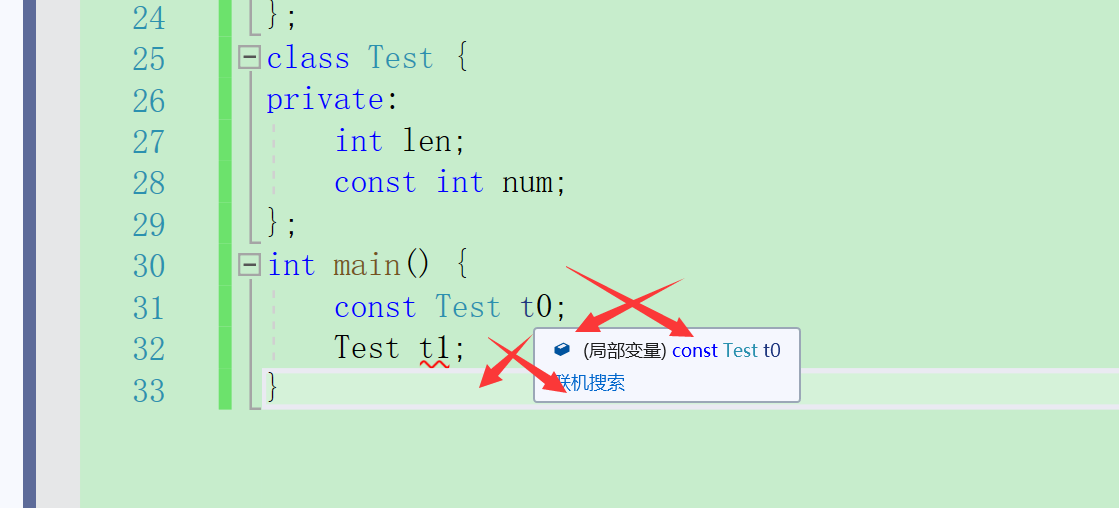 24 };
25 class Test {
26 private:
27 int len;
28 const int num;
29 };
30 int main() {
31 const Test t0;
32 Test t1;
(局部变量) const Test t0
联机搜索
33 }